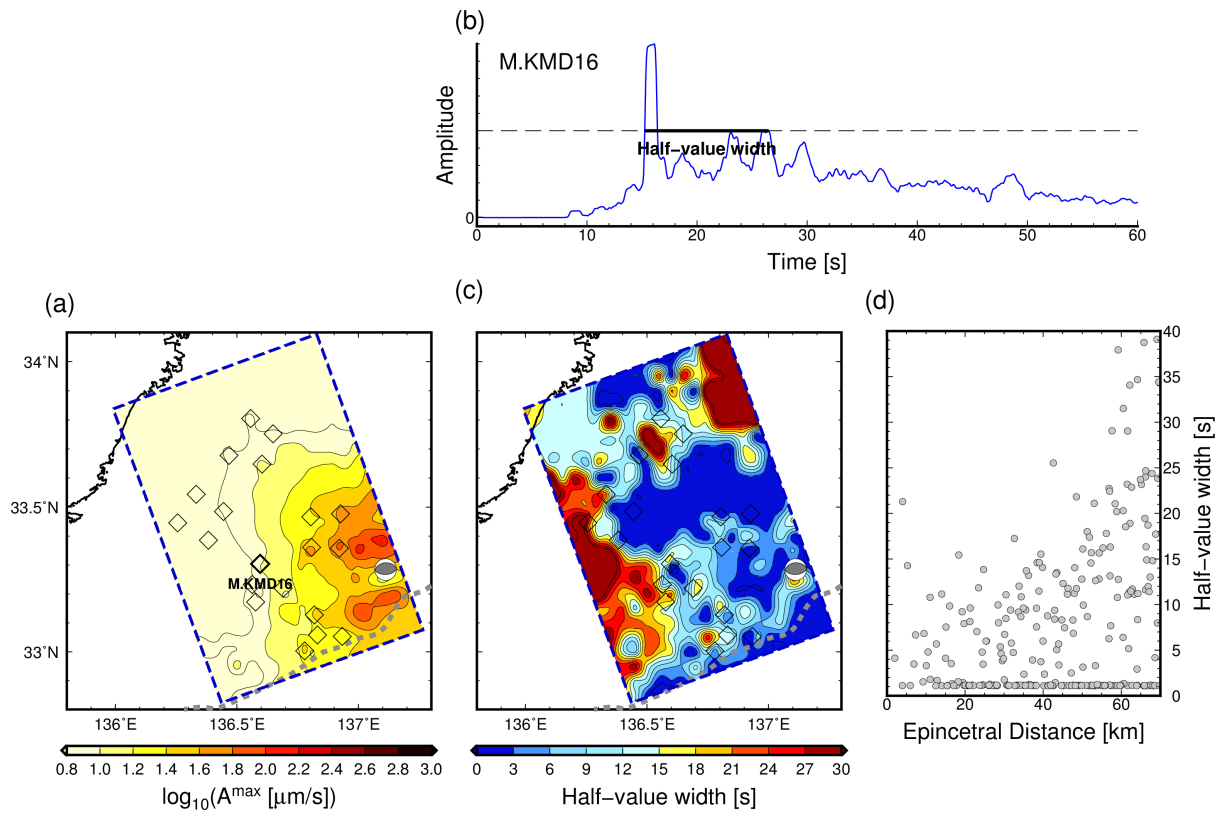 (b)
M.KMD16
Amplitude
Half−value width
0
0 10 20 30 40 50 60
Time [s]
(a)
34˚N
33.5˚N
33˚N
M.KMD16
136˚E 136.5˚E 137˚E
0.8 1.0 1.2 1.4 1.6 1.8 2.0 2.2 2.4 2.6 2.8 3.0
log10(Amax [μm/s])
(c)
136˚E 136.5˚E 137˚E
0 3 6 9 12 15 18 21 24 27 30
Half−value width [s]
(d)
40
35
30
25
20
15
10
5
0
Half−value width [s]
0 20 40 60
Epincetral Distance [km]